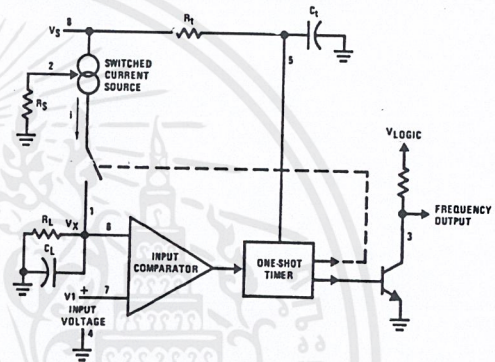 VS 8
Rt
Ct
5
2
SWITCHED
CURRENT
SOURCE
RS
i
VLOGIC
1
RL
VX
6
CL
INPUT
COMPARATOR
ONE-SHOT
TIMER
FREQUENCY
OUTPUT
3
V1 +
7
INPUT
VOLTAGE
4